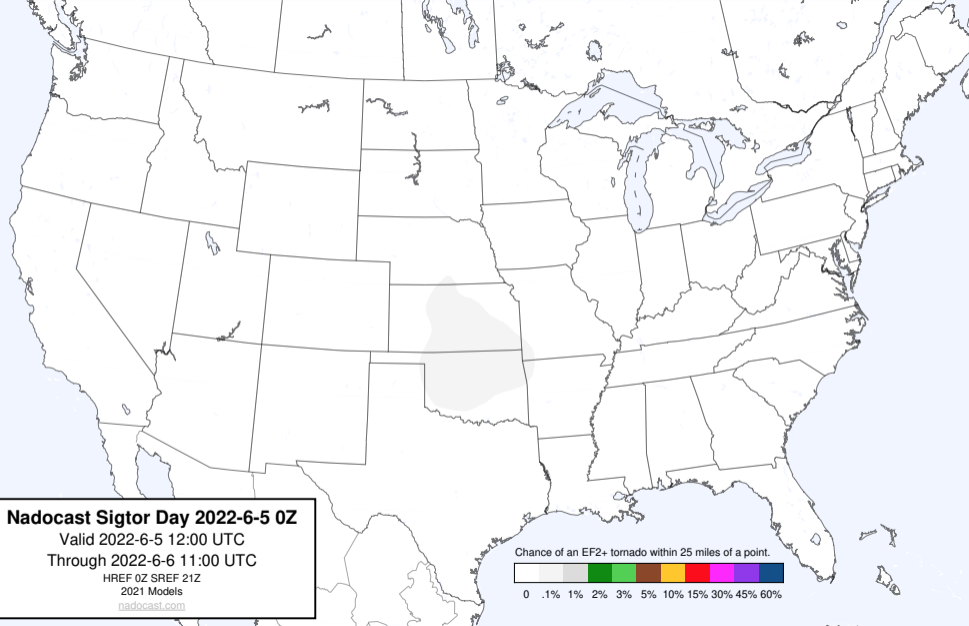 Nadocast Sigtor Day 2022-6-5 0Z
Valid 2022-6-5 12:00 UTC
Through 2022-6-6 11:00 UTC
HREF 0Z SREF 21Z
2021 Models
nadocast.com
Chance of an EF2+ tornado within 25 miles of a point.
0 .1% 1% 2% 3% 5% 10% 15% 30% 45% 60%